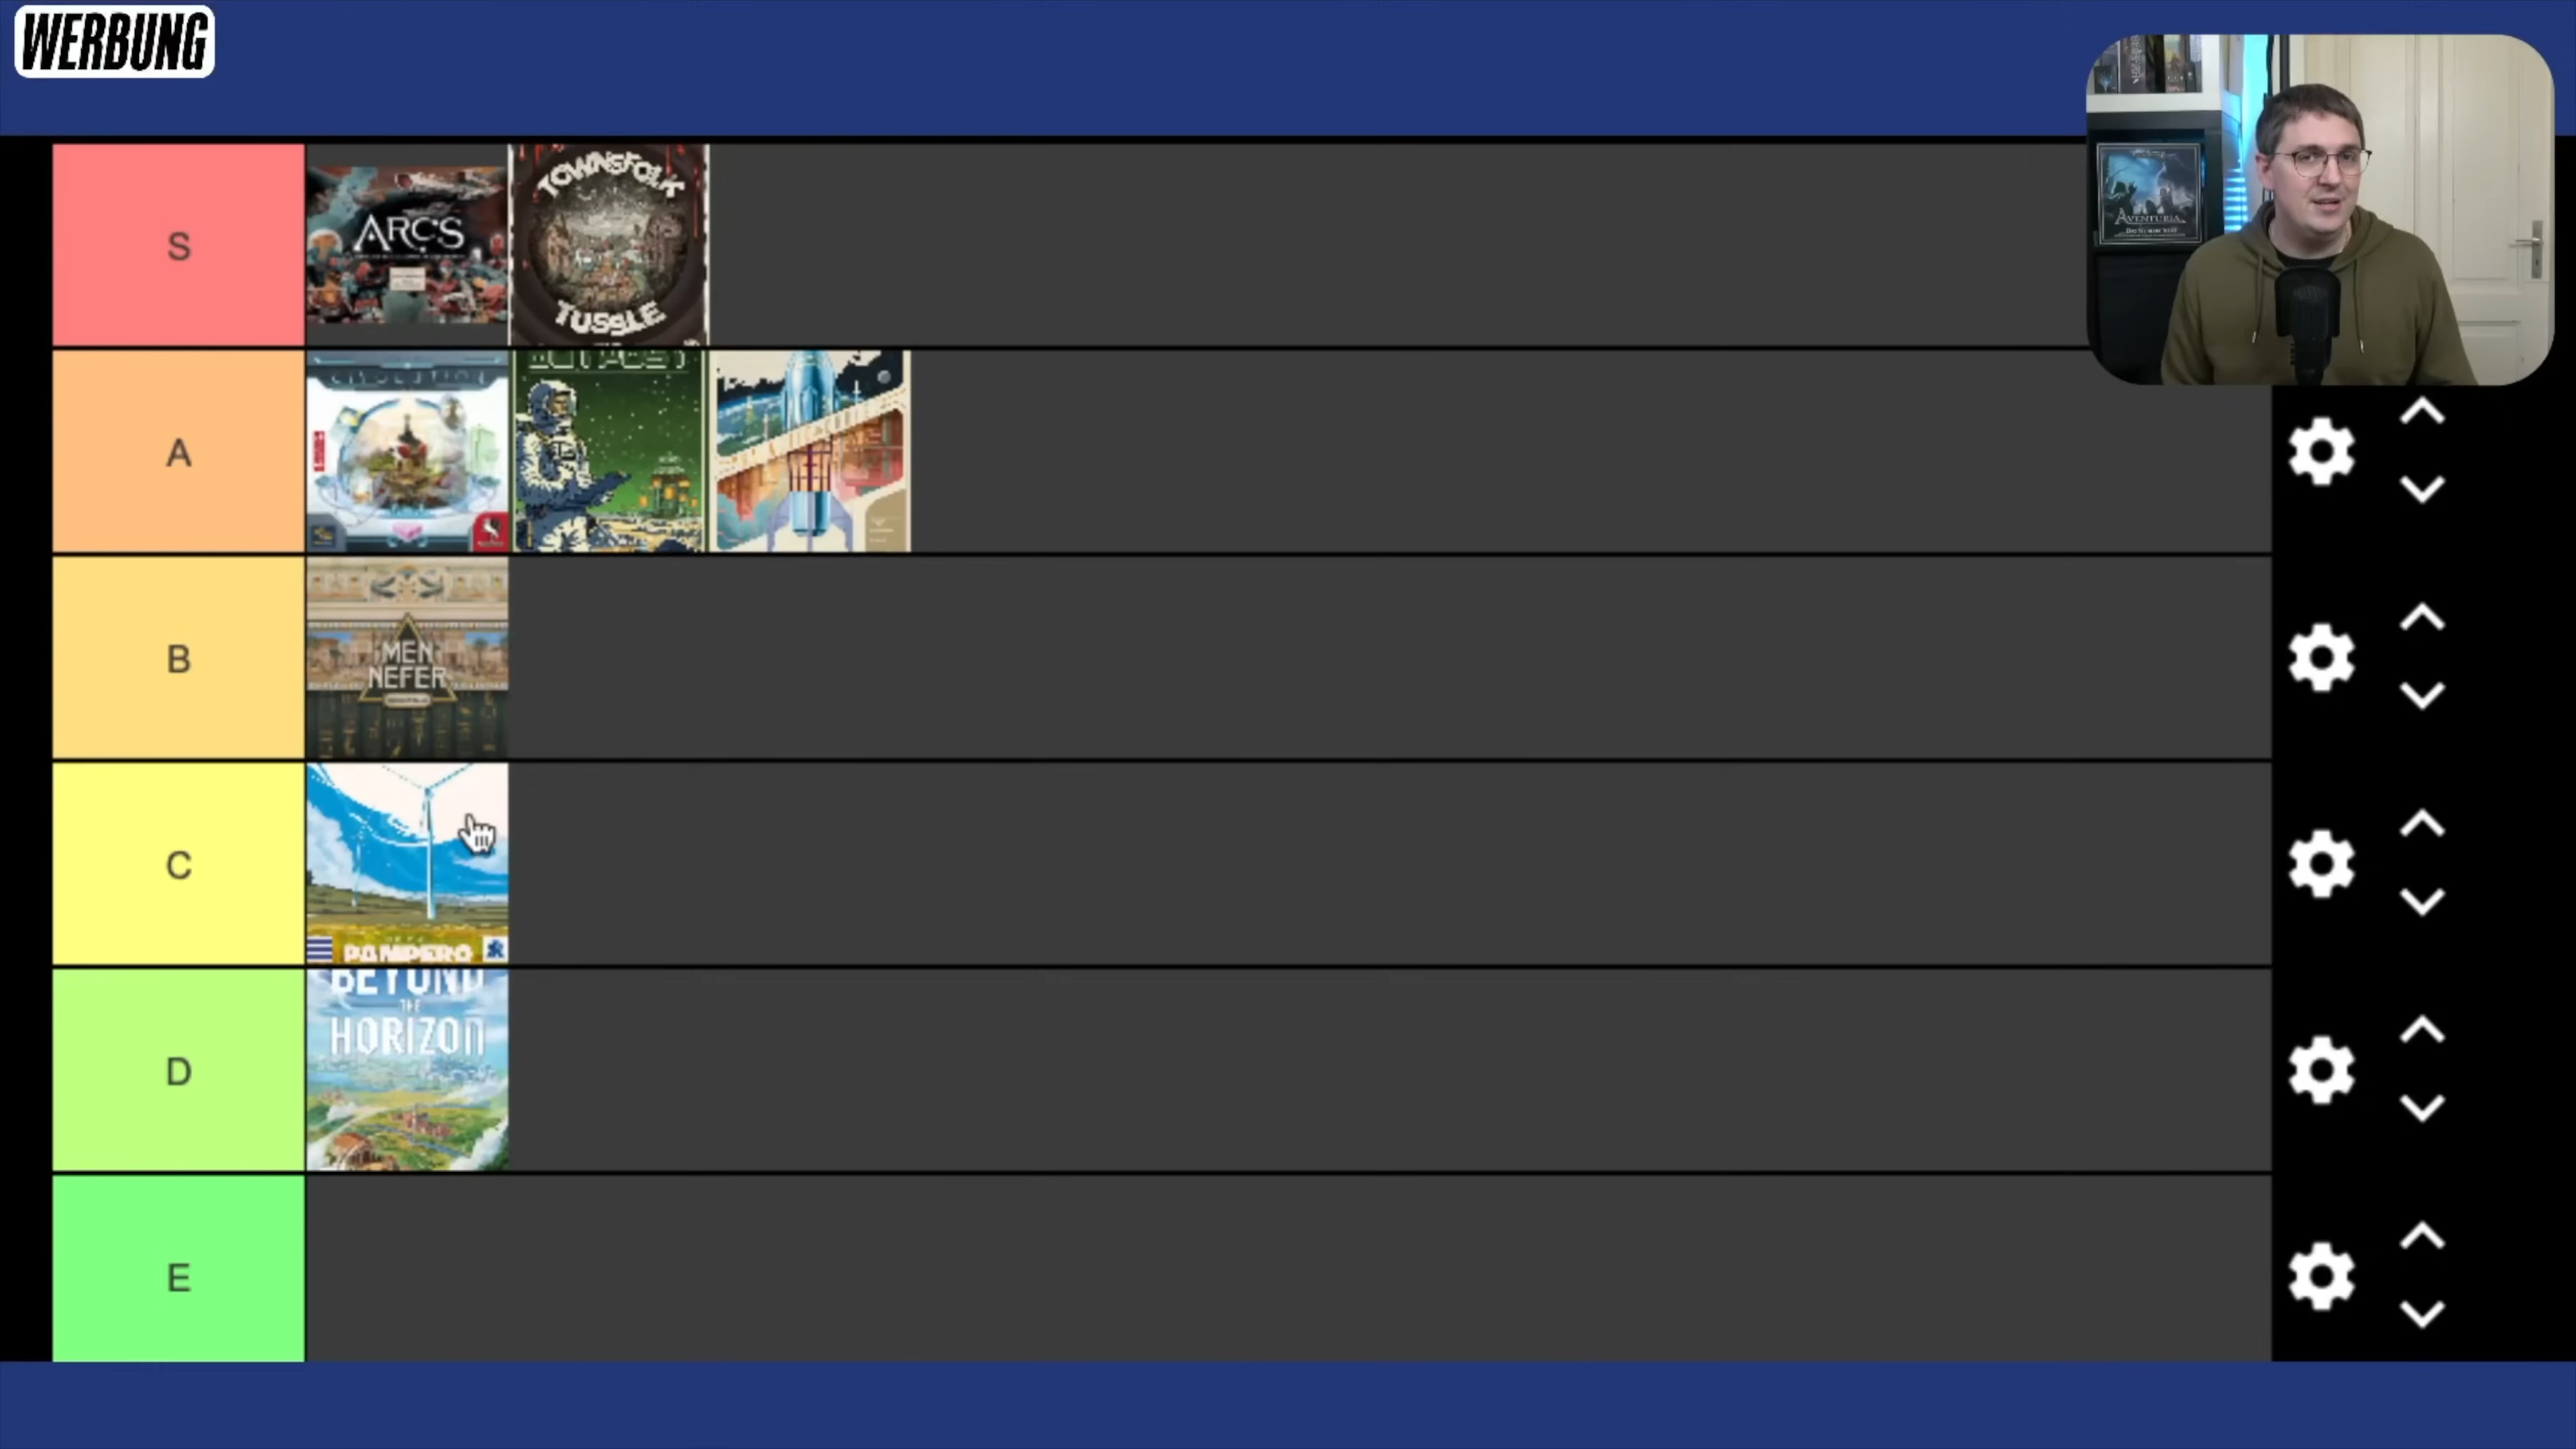 WERBUNG
S
ARCS
TOWNSFOLK
TUSSLE
AVENTURIA
A
B
MEN
NEFER
C
PAMPERO
D
BEYOND
THE
HORIZON
E